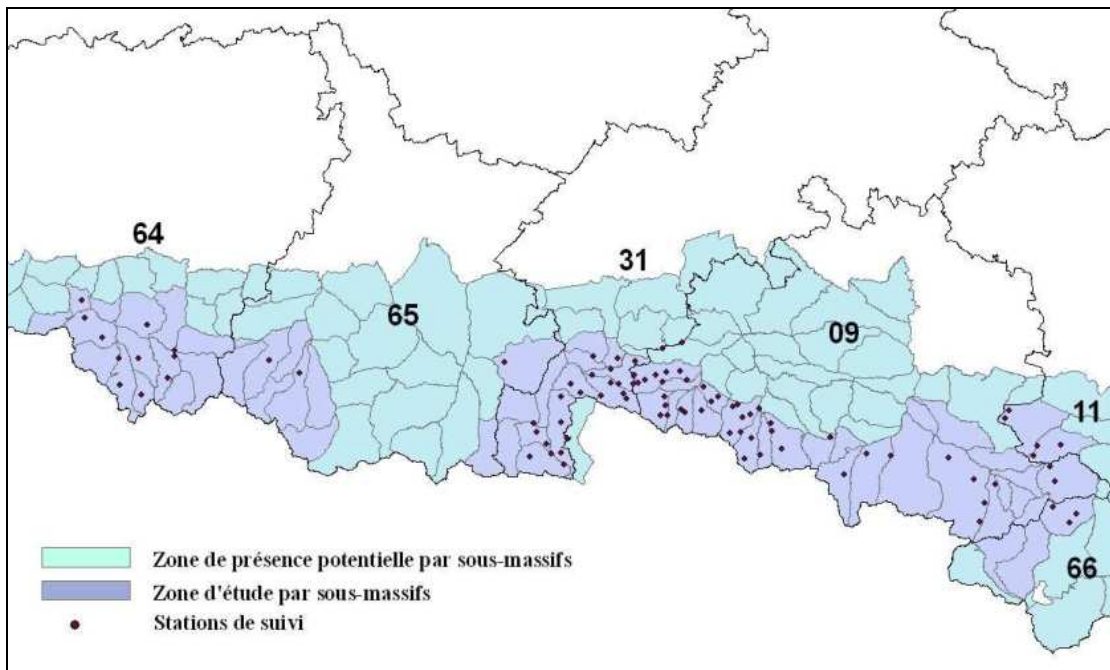 64
31
65
09
11
66
Zone de présence potentielle par sous-massifs
Zone d'étude par sous-massifs
Stations de suivi